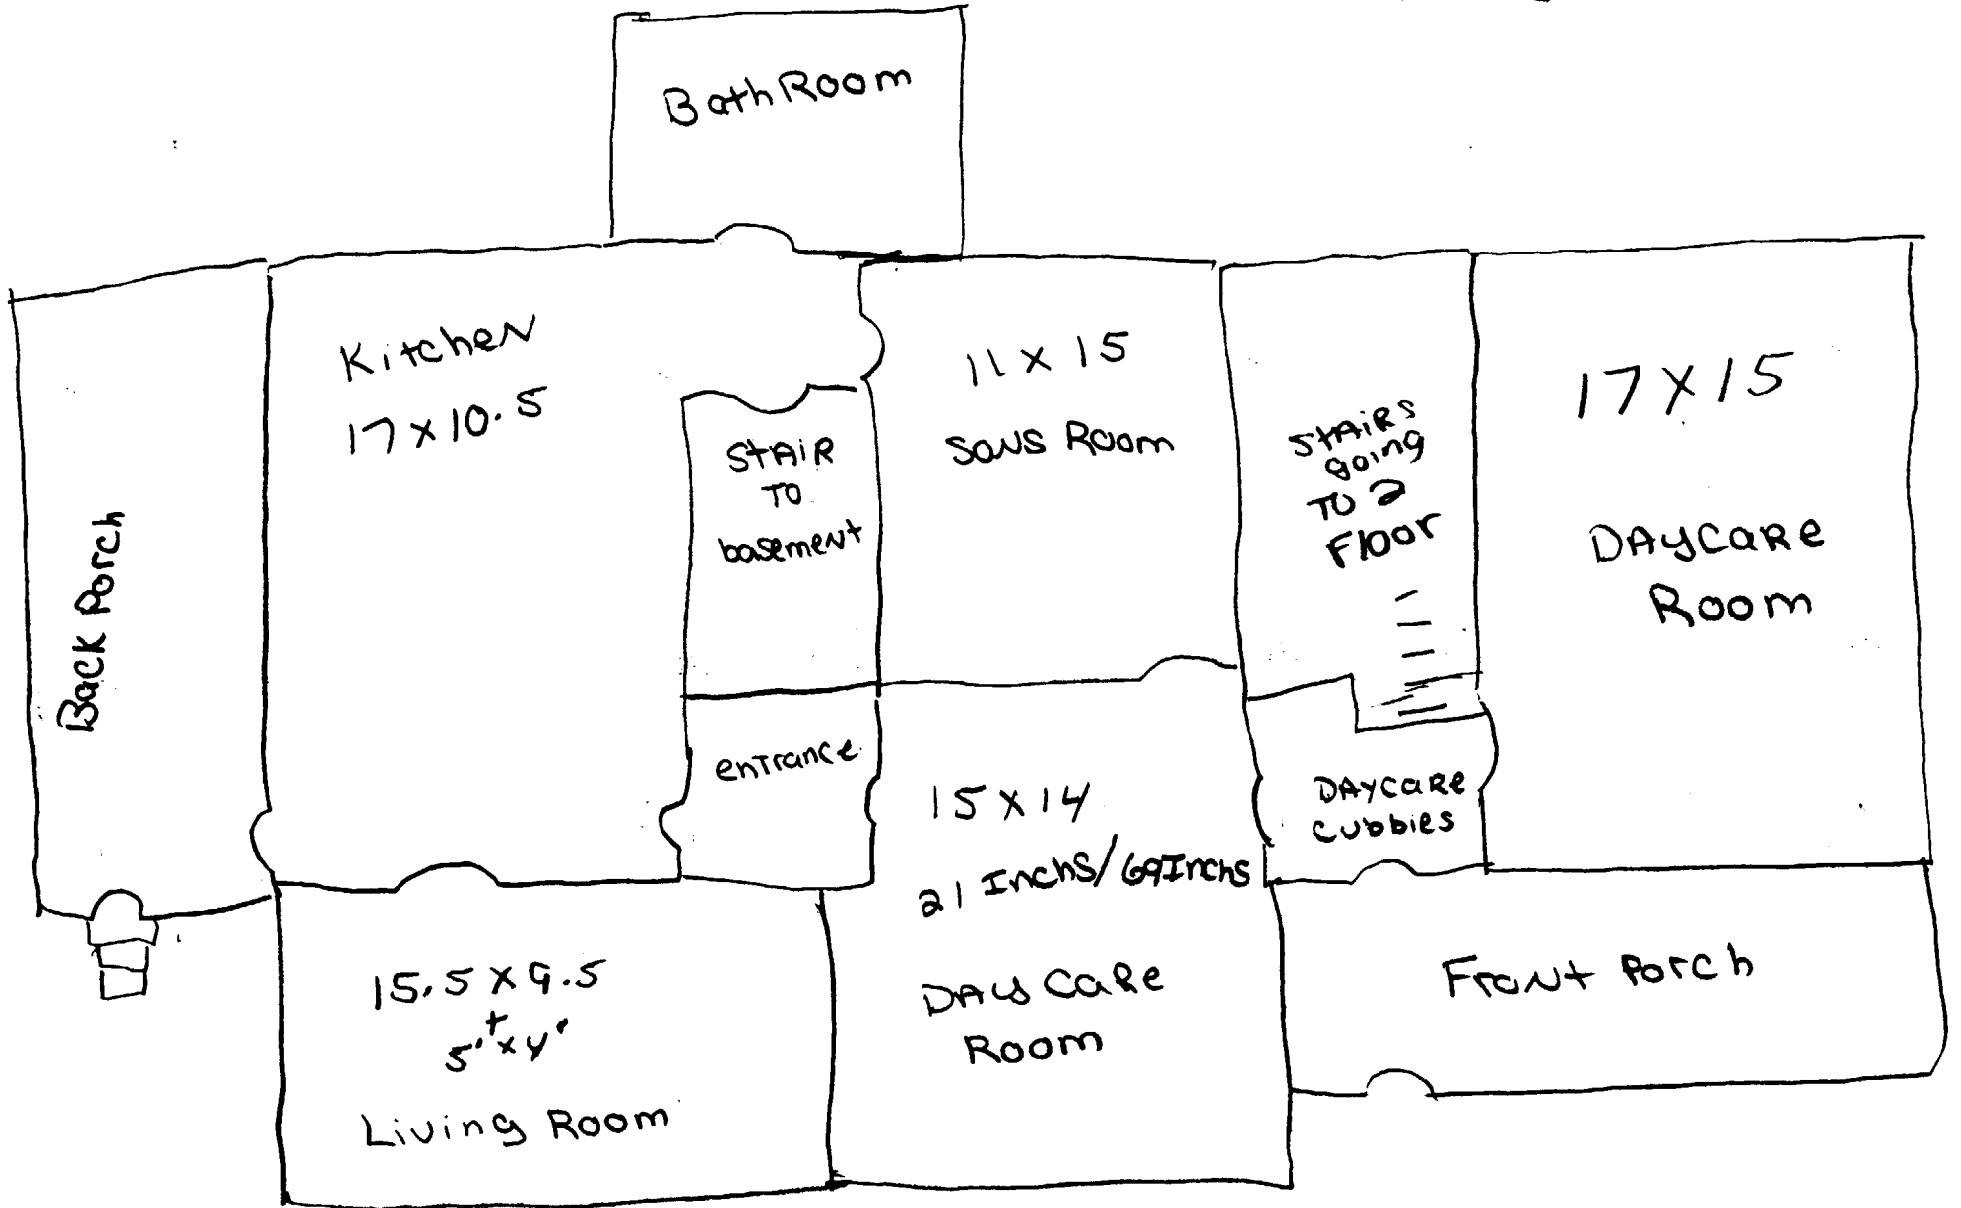 BathRoom
Kitchen
17 x 10.5
Back Porch
STAIR
TO
basement
11 x 15
Sons Room
STAIRS
going
TO 2
Floor
17 x 15
DAYCARE
Room
entrance
15 x 14
21 Inchs/69Inchs
DAY CaRe
Room
DAYCARE
cubbies
15.5 x 9.5
+
5' x 4'
Living Room
Front Porch